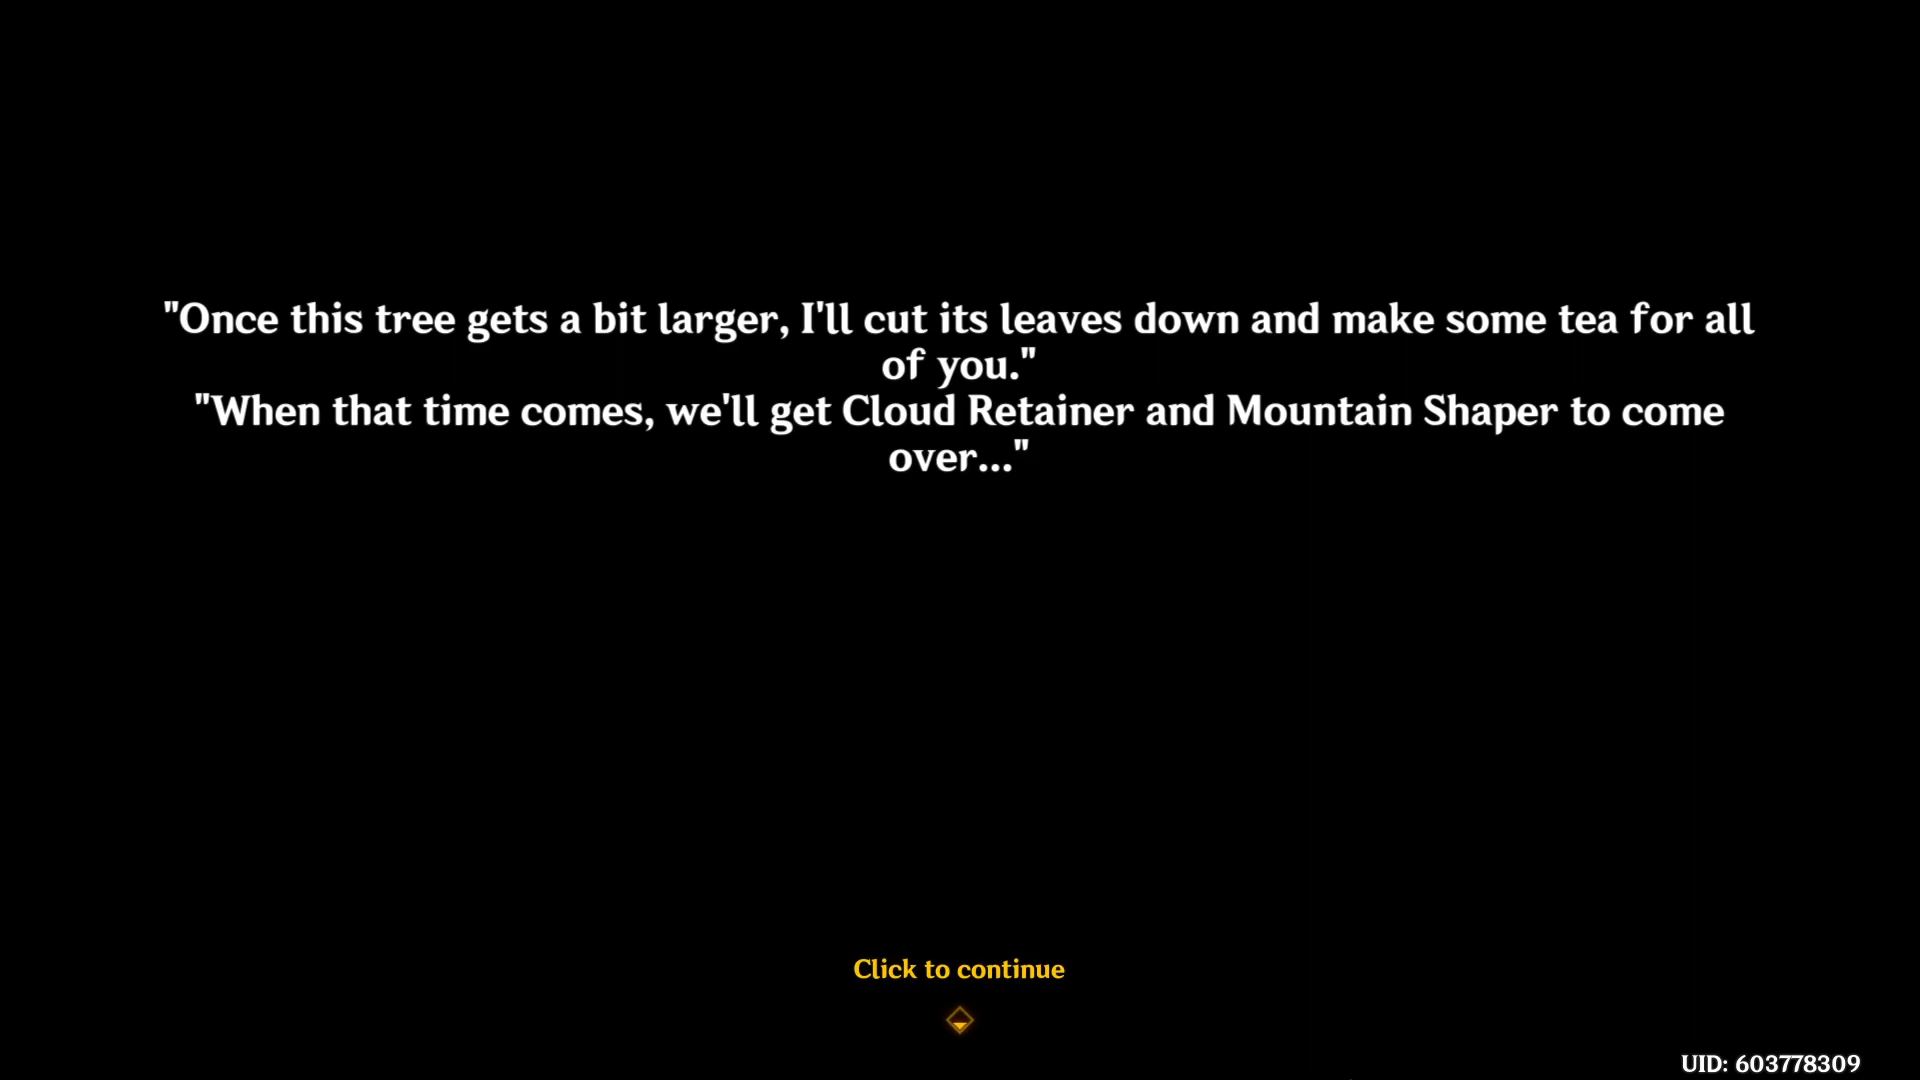 "Once this tree gets a bit larger, I'll cut its leaves down and make some tea for all
of you."
"When that time comes, we'll get Cloud Retainer and Mountain Shaper to come
over..."
Click to continue
UID: 603778309